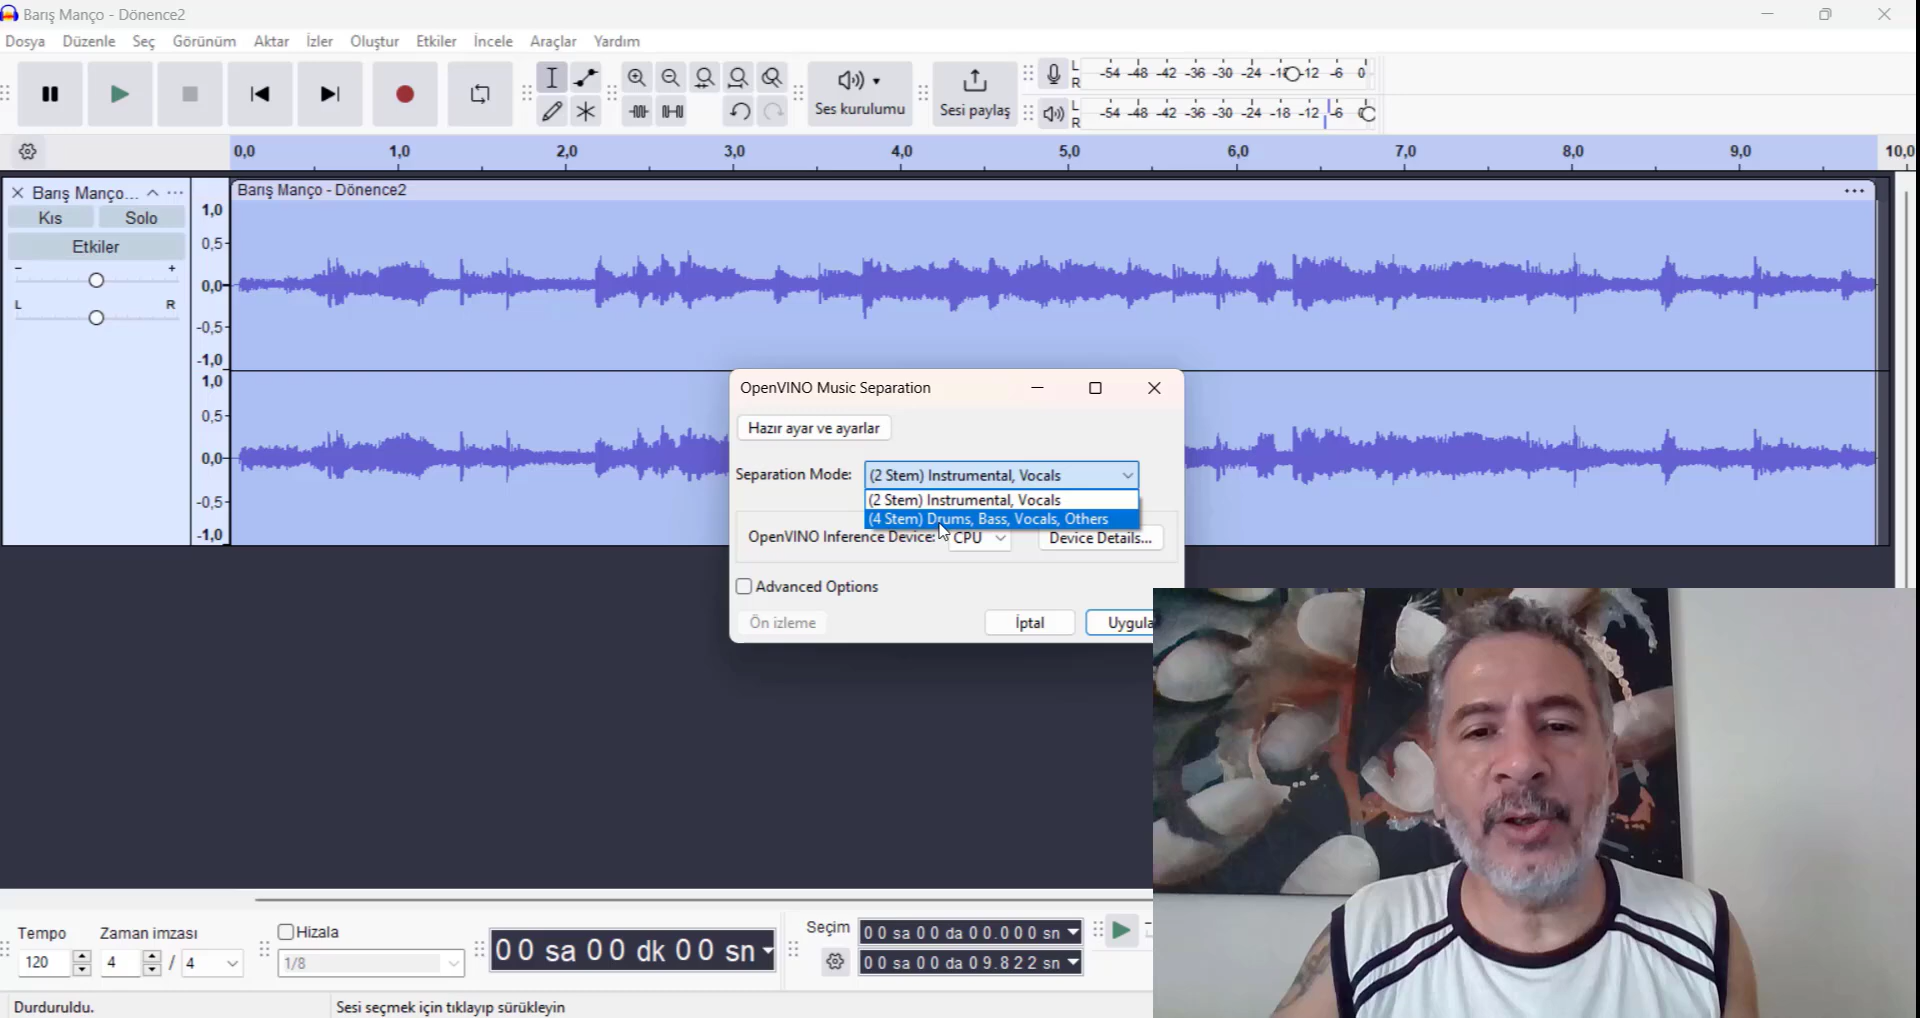 Barış Manço - Dönence2
Dosya Düzenle Seç Görünüm Aktar İzler Oluştur Etkiler İncele Araçlar Yardım
Ses kurulumu
Sesi paylaş
L
R
-54 -48 -42 -36 -30 -24 -12 -6 0
L
R
-54 -48 -42 -36 -30 -24 -18 -12 -6
0,0 1,0 2,0 3,0 4,0 5,0 6,0 7,0 8,0 9,0 10,0
Barış Manço...
Kıs Solo
Etkiler
- +
L R
1,0
0,5
0,0
-0,5
-1,0
1,0
0,5
0,0
-0,5
-1,0
Barış Manço - Dönence2
OpenVINO Music Separation
Hazır ayar ve ayarlar
Separation Mode: (2 Stem) Instrumental, Vocals
(2 Stem) Instrumental, Vocals
(4 Stem) Drums, Bass, Vocals, Others
OpenVINO Inference Device: CPU Device Details...
Advanced Options
Ön izleme İptal Uygula
Tempo Zaman imzası
120 4 / 4
Hizala
1/8
00 sa 00 dk 00 sn
Seçim
00 sa 00 da 00.000 sn
00 sa 00 da 09.822 sn
Durduruldu. Sesi seçmek için tıklayıp sürükleyin